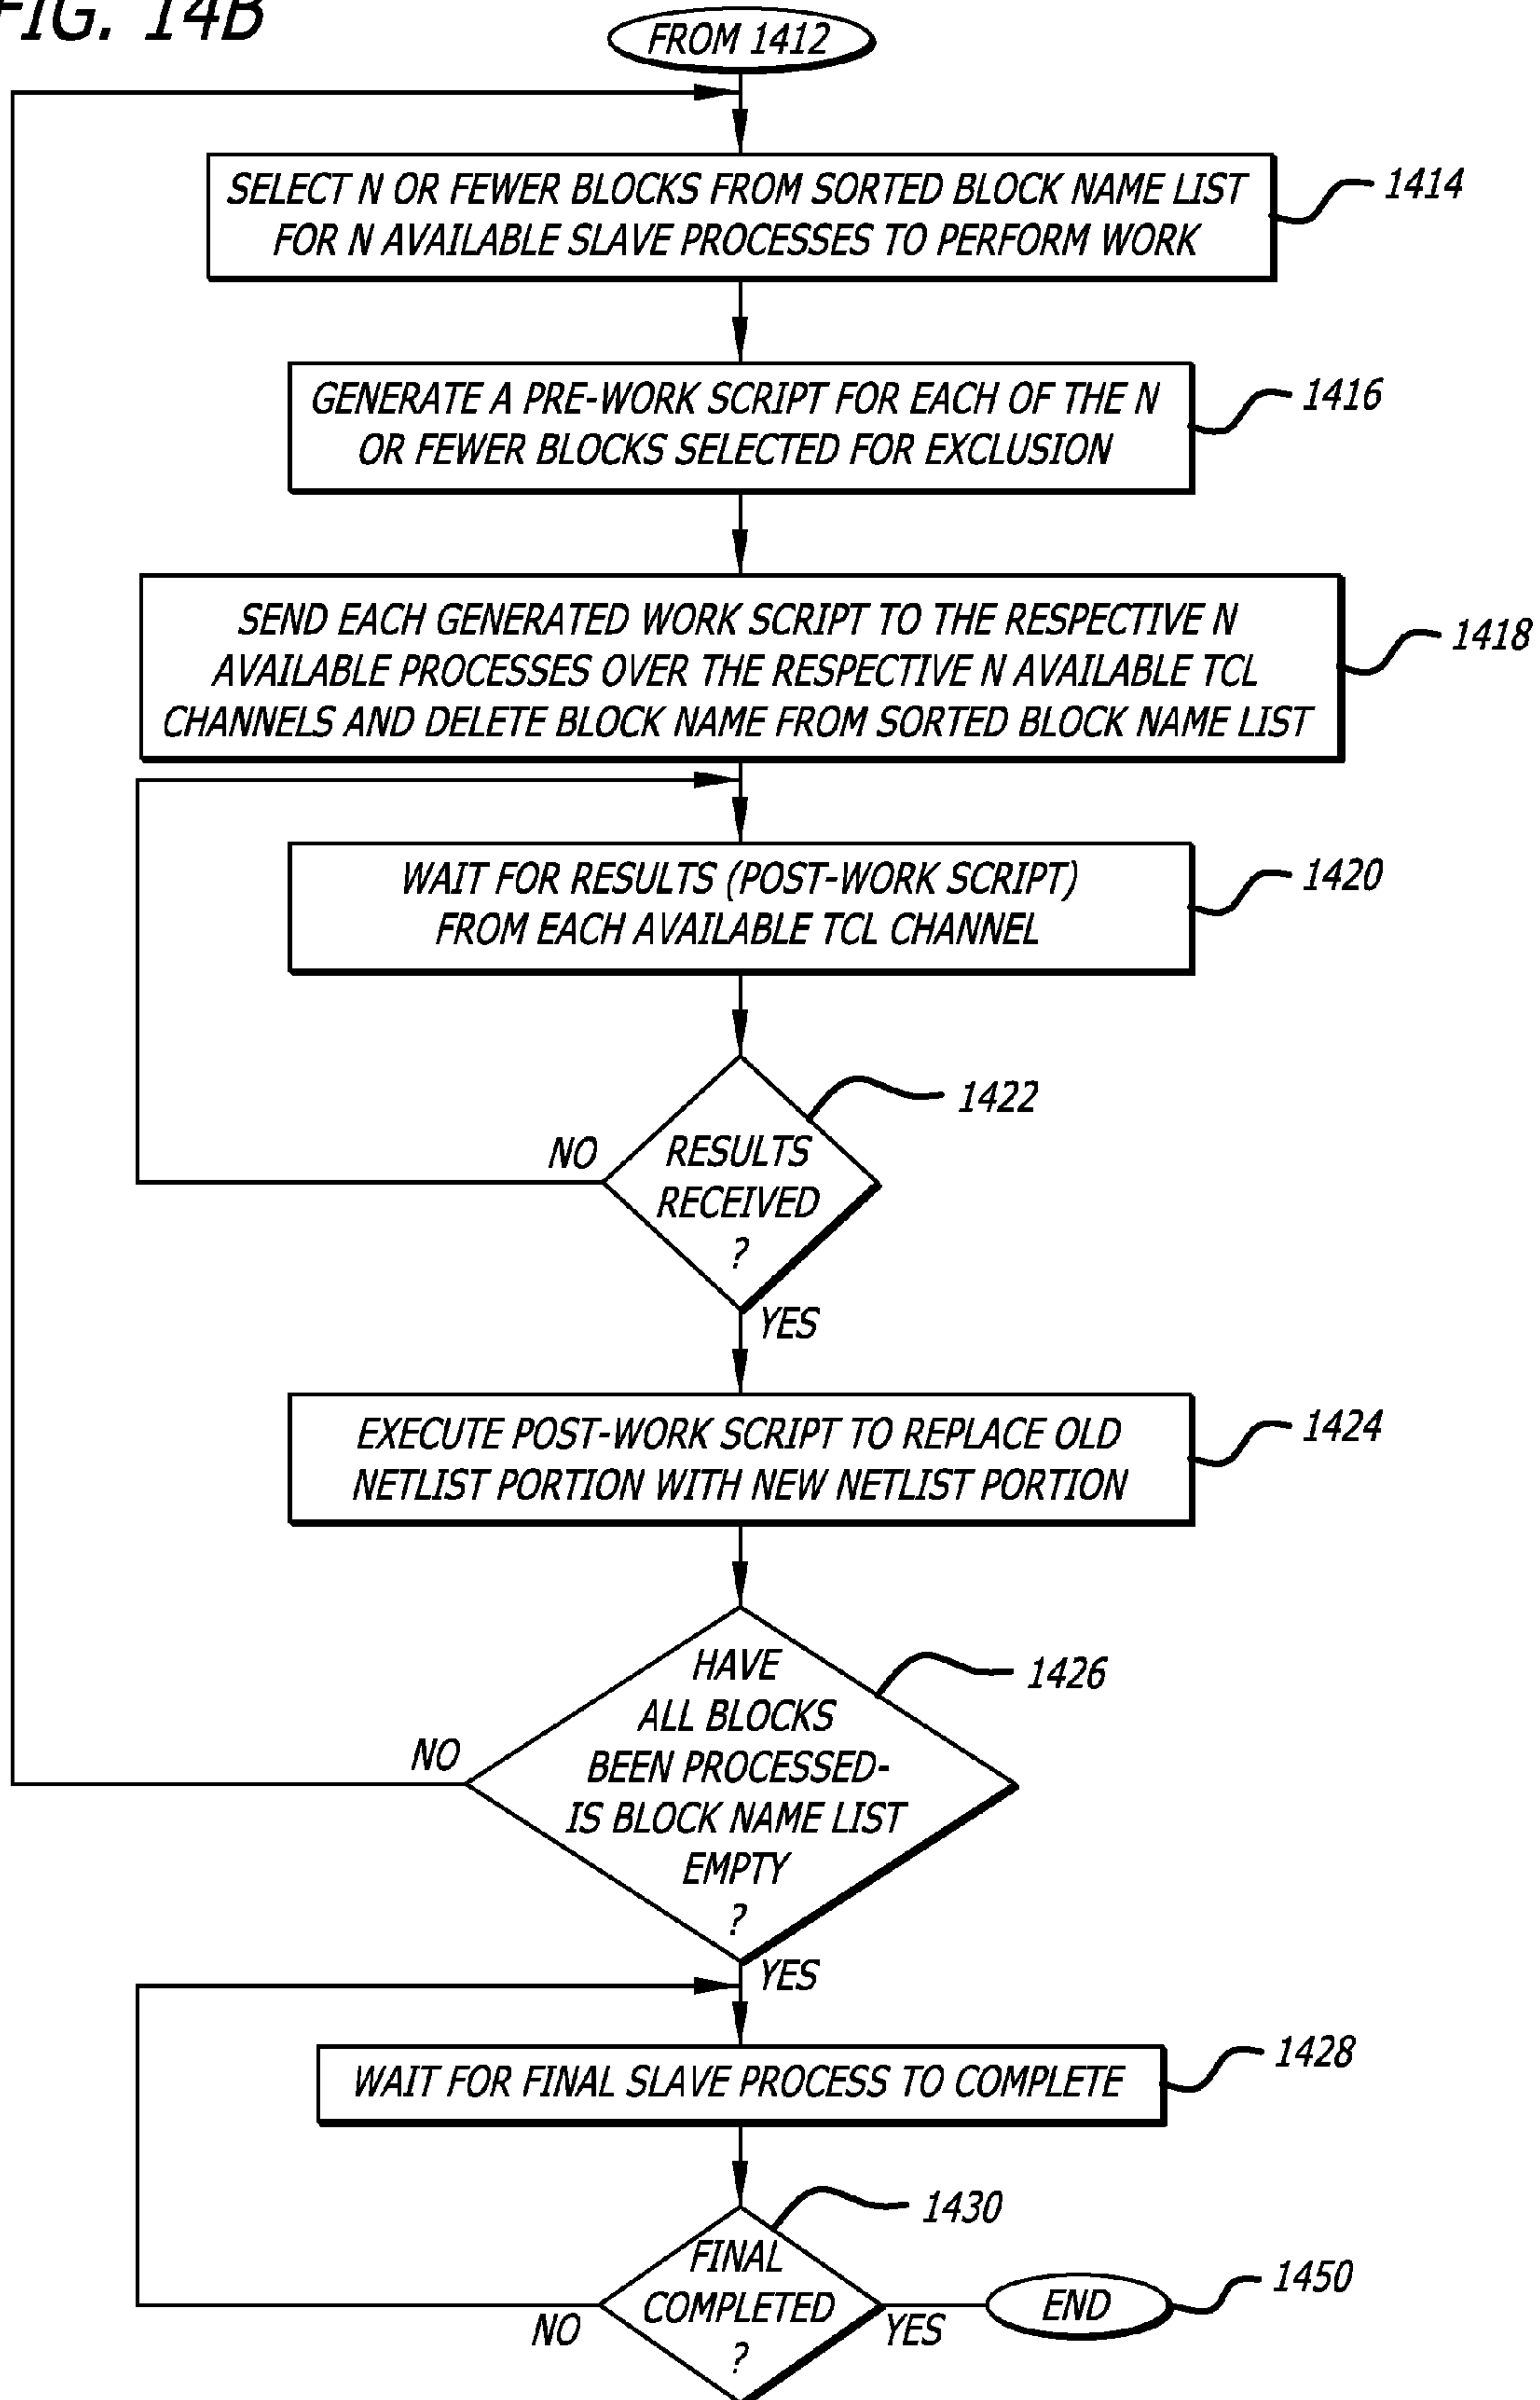 FIG. 14B
FROM 1412
SELECT N OR FEWER BLOCKS FROM SORTED BLOCK NAME LIST
FOR N AVAILABLE SLAVE PROCESSES TO PERFORM WORK
1414
GENERATE A PRE-WORK SCRIPT FOR EACH OF THE N
OR FEWER BLOCKS SELECTED FOR EXCLUSION
1416
SEND EACH GENERATED WORK SCRIPT TO THE RESPECTIVE N
AVAILABLE PROCESSES OVER THE RESPECTIVE N AVAILABLE TCL
CHANNELS AND DELETE BLOCK NAME FROM SORTED BLOCK NAME LIST
1418
WAIT FOR RESULTS (POST-WORK SCRIPT)
FROM EACH AVAILABLE TCL CHANNEL
1420
RESULTS
RECEIVED
?
1422
NO
YES
EXECUTE POST-WORK SCRIPT TO REPLACE OLD
NETLIST PORTION WITH NEW NETLIST PORTION
1424
HAVE
ALL BLOCKS
BEEN PROCESSED-
IS BLOCK NAME LIST
EMPTY
?
1426
NO
YES
WAIT FOR FINAL SLAVE PROCESS TO COMPLETE
1428
FINAL
COMPLETED
?
1430
NO
YES
END
1450